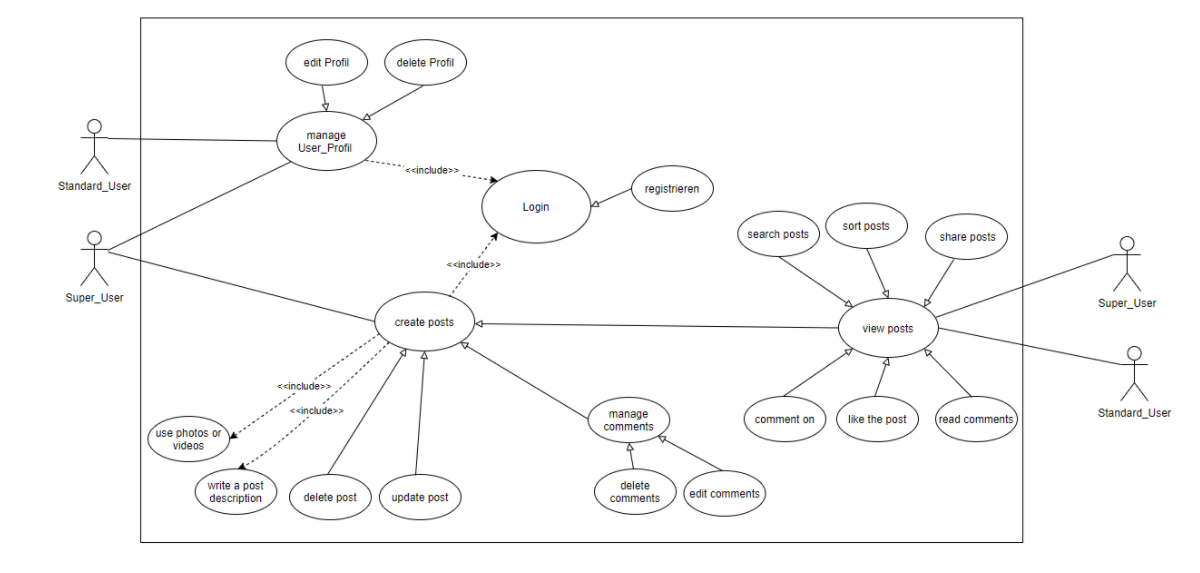 edit Profil
delete Profil
manage
User_Profil
Standard_User
<<include>>
Login
registrieren
search posts
sort posts
share posts
Super_User
<<include>>
Super_User
create posts
view posts
Standard_User
<<include>>
<<include>>
use photos or
videos
manage
comments
comment on
like the post
read comments
write a post
description
delete post
update post
delete
comments
edit comments